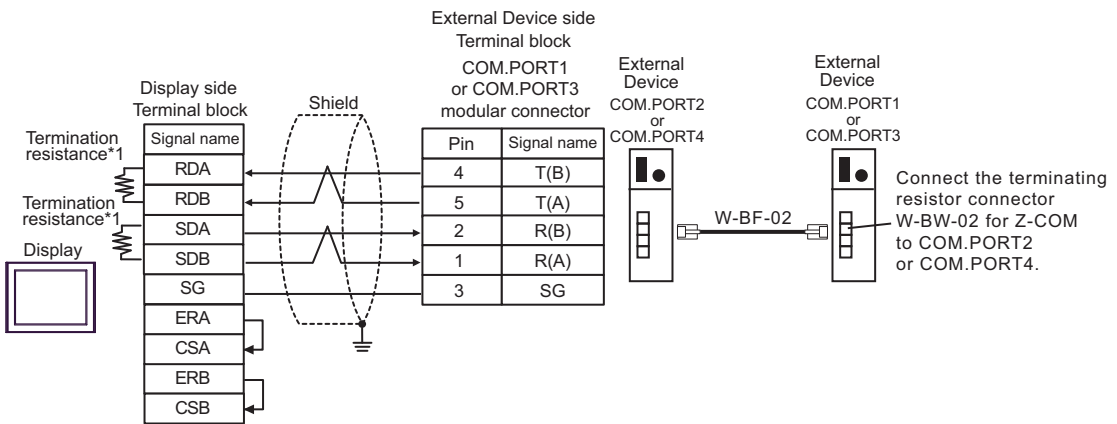 External Device side
Terminal block
COM.PORT1
or COM.PORT3
modular connector
Display side
Terminal block
Shield
External
Device
COM.PORT2
or
COM.PORT4
External
Device
COM.PORT1
or
COM.PORT3
Termination
resistance*1
Termination
resistance*1
Display
Signal name
RDA
RDB
SDA
SDB
SG
ERA
CSA
ERB
CSB
Pin Signal name
4 T(B)
5 T(A)
2 R(B)
1 R(A)
3 SG
W-BF-02
Connect the terminating
resistor connector
W-BW-02 for Z-COM
to COM.PORT2
or COM.PORT4.